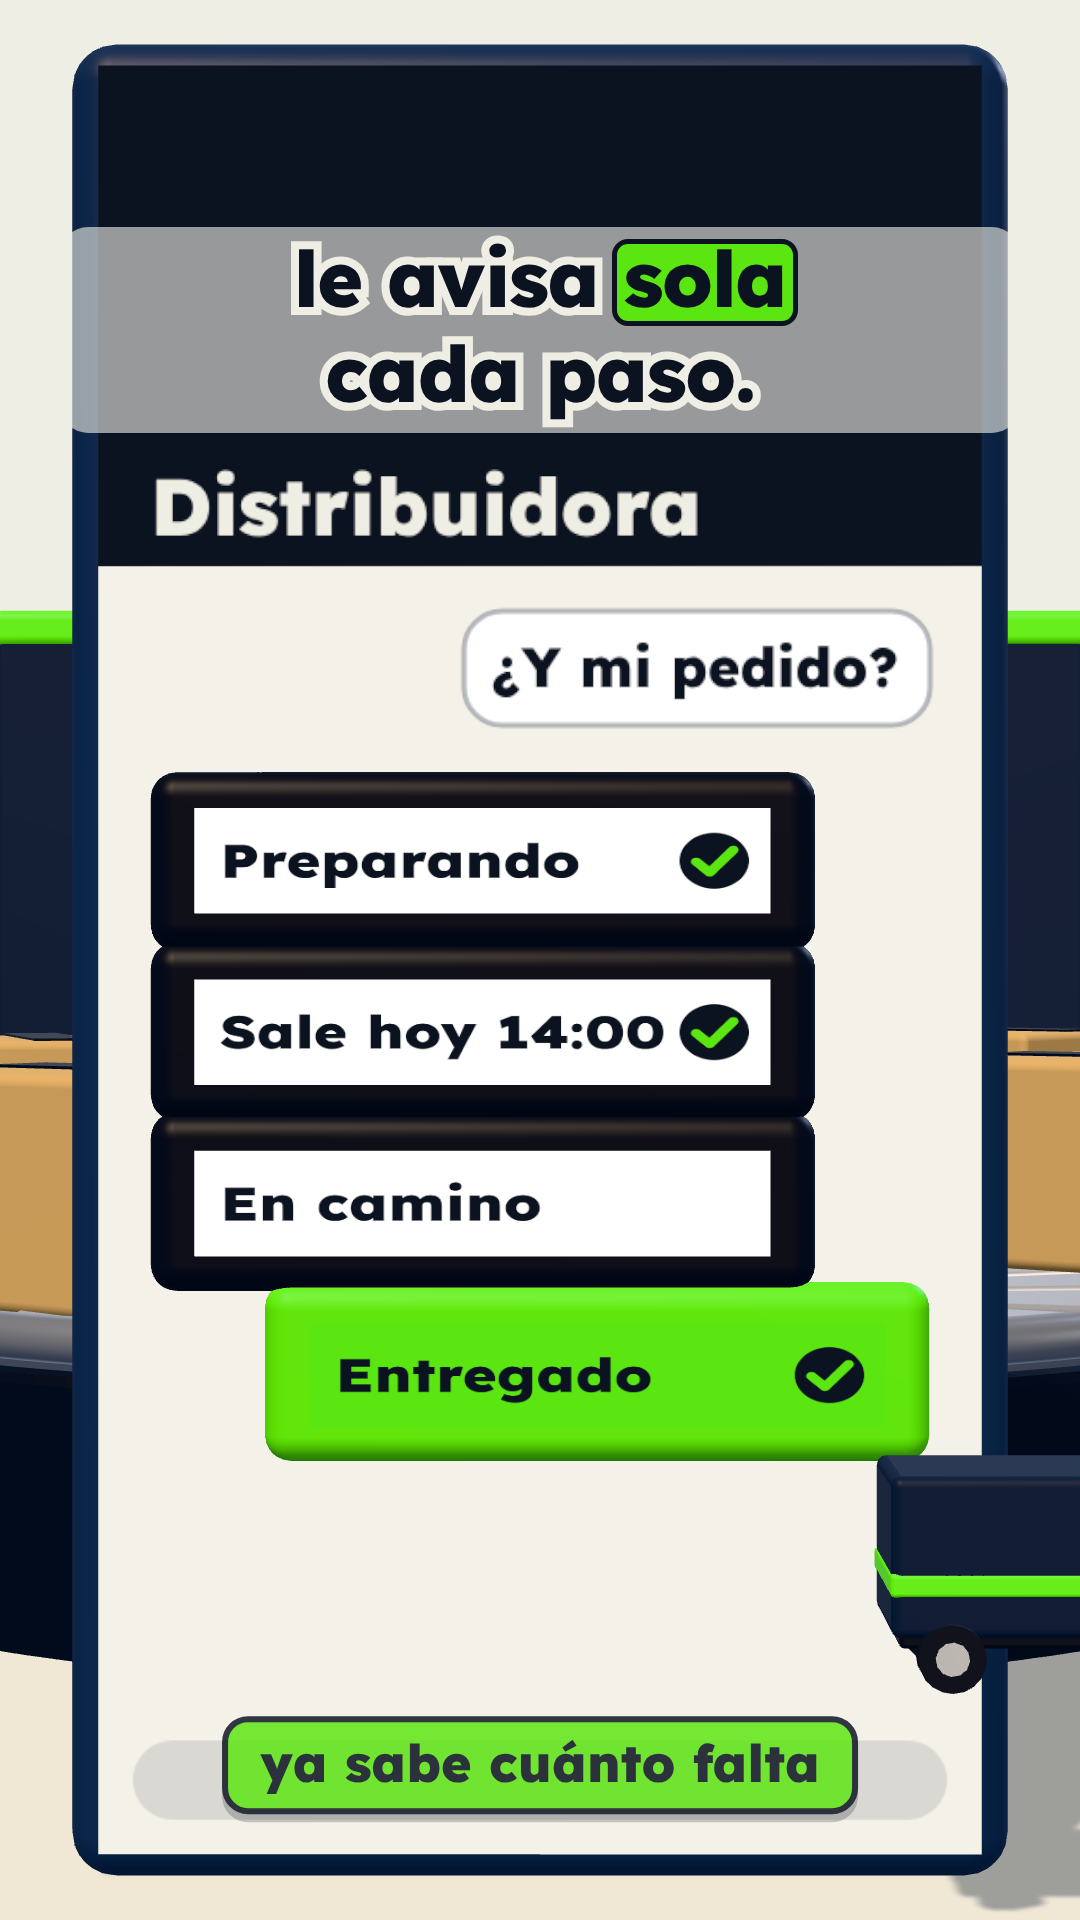 le avisa sola
cada paso.
Distribuidora
¿Y mi pedido?
Preparando
Sale hoy 14:00
En camino
Entregado
ya sabe cuánto falta